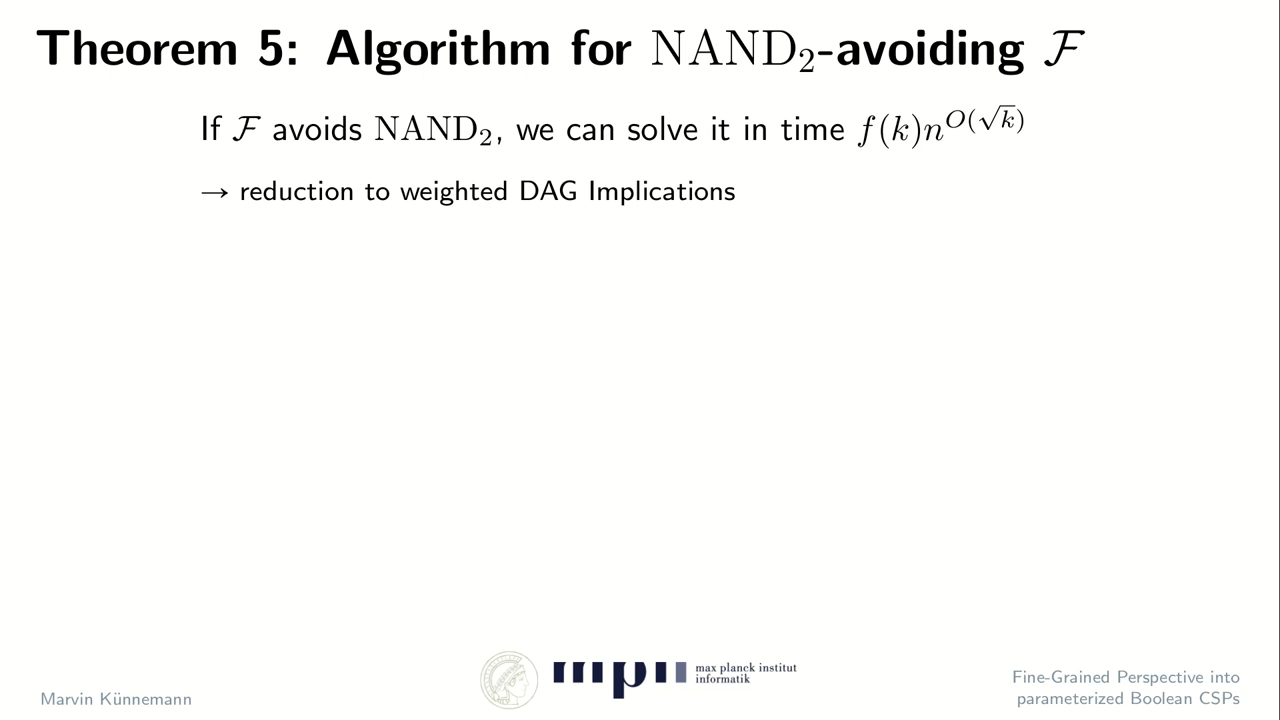 Theorem 5: Algorithm for NAND₂-avoiding ℱ
If ℱ avoids NAND₂, we can solve it in time f(k)n^{O(√k)}
→ reduction to weighted DAG Implications
max planck institut
informatik
Marvin Künnemann
Fine-Grained Perspective into
parameterized Boolean CSPs